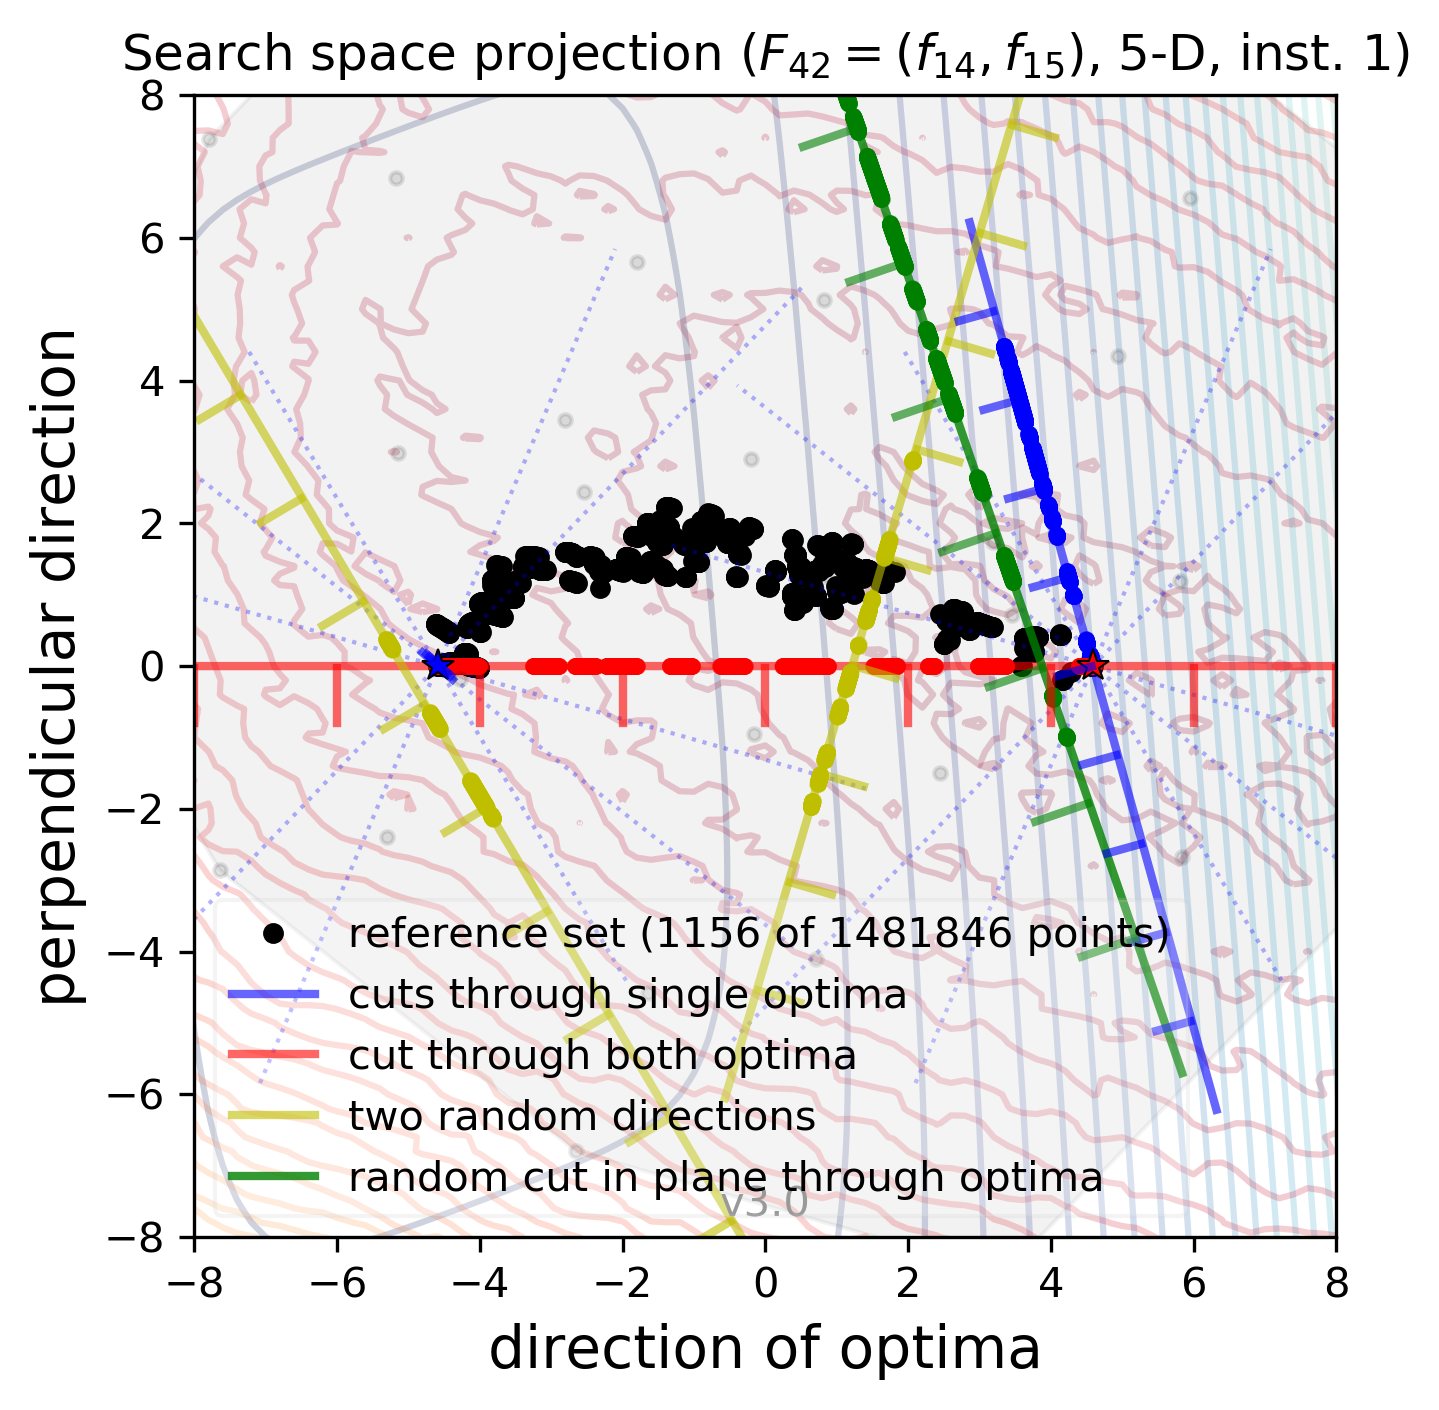 Search space projection (F₄₂ = (f₁₄, f₁₅), 5-D, inst. 1)
8
6
4
2
0
−2
−4
−6
−8
perpendicular direction
reference set (1156 of 1481846 points)
cuts through single optima
cut through both optima
two random directions
random cut in plane through optima
v3.0
−8 −6 −4 −2 0 2 4 6 8
direction of optima